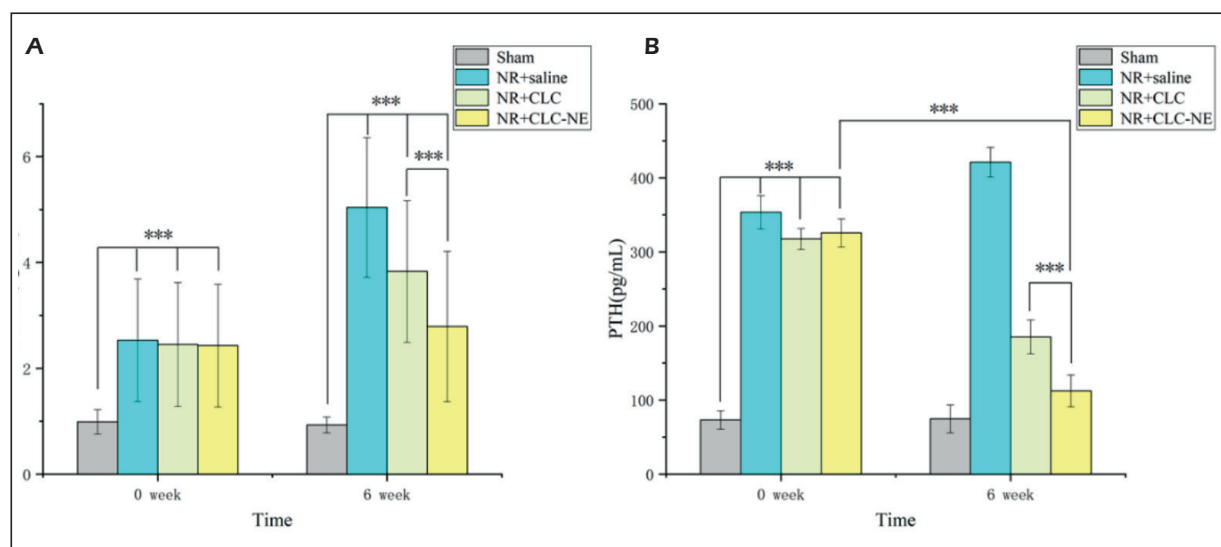 A
Sham
NR+saline
NR+CLC
NR+CLC-NE
***
***
***
6
4
2
0
0 week
6 week
Time
B
Sham
NR+saline
NR+CLC
NR+CLC-NE
***
***
***
500
400
300
200
100
0
PTH(pg/mL)
0 week
6 week
Time